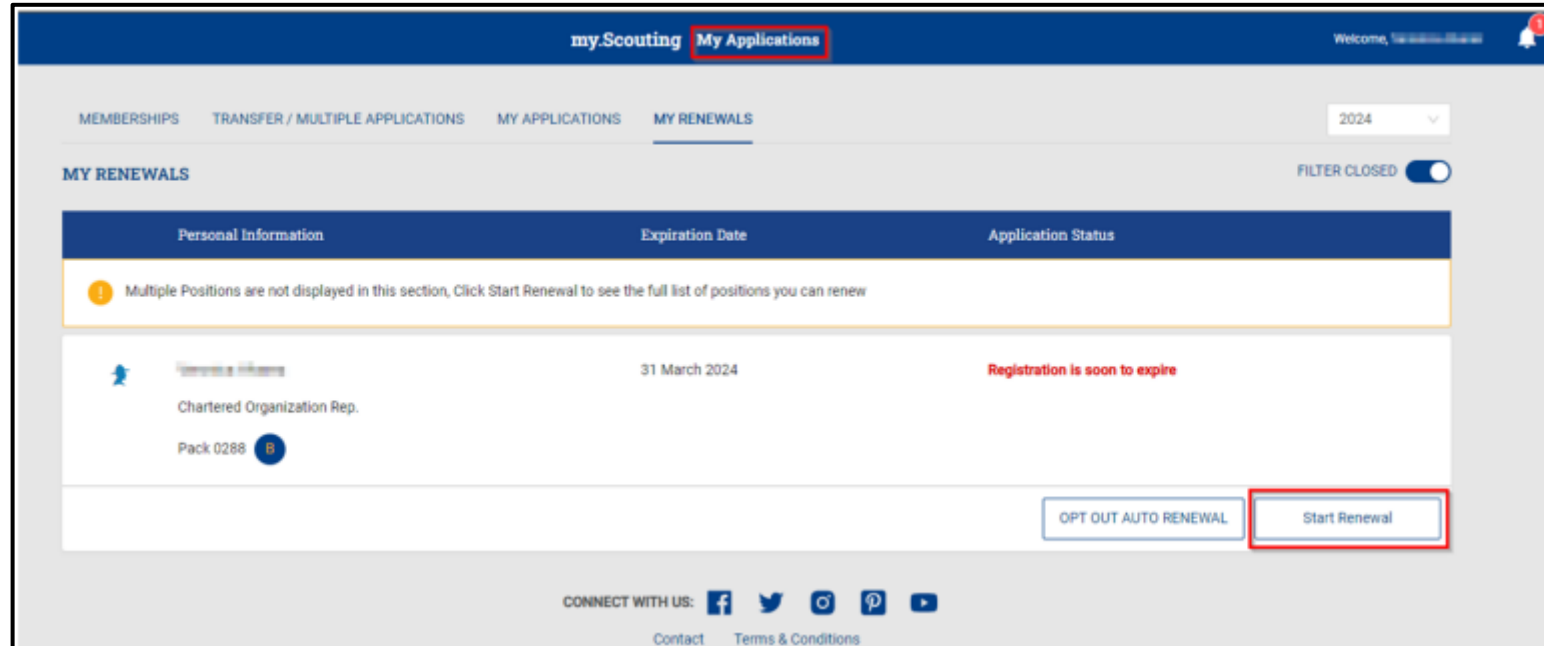 my.Scouting My Applications Welcome, 1
MEMBERSHIPS TRANSFER / MULTIPLE APPLICATIONS MY APPLICATIONS MY RENEWALS 2024
MY RENEWALS FILTER CLOSED
Personal Information Expiration Date Application Status
! Multiple Positions are not displayed in this section, Click Start Renewal to see the full list of positions you can renew
31 March 2024 Registration is soon to expire
Chartered Organization Rep.
Pack 0288 B
OPT OUT AUTO RENEWAL Start Renewal
CONNECT WITH US:
Contact Terms & Conditions